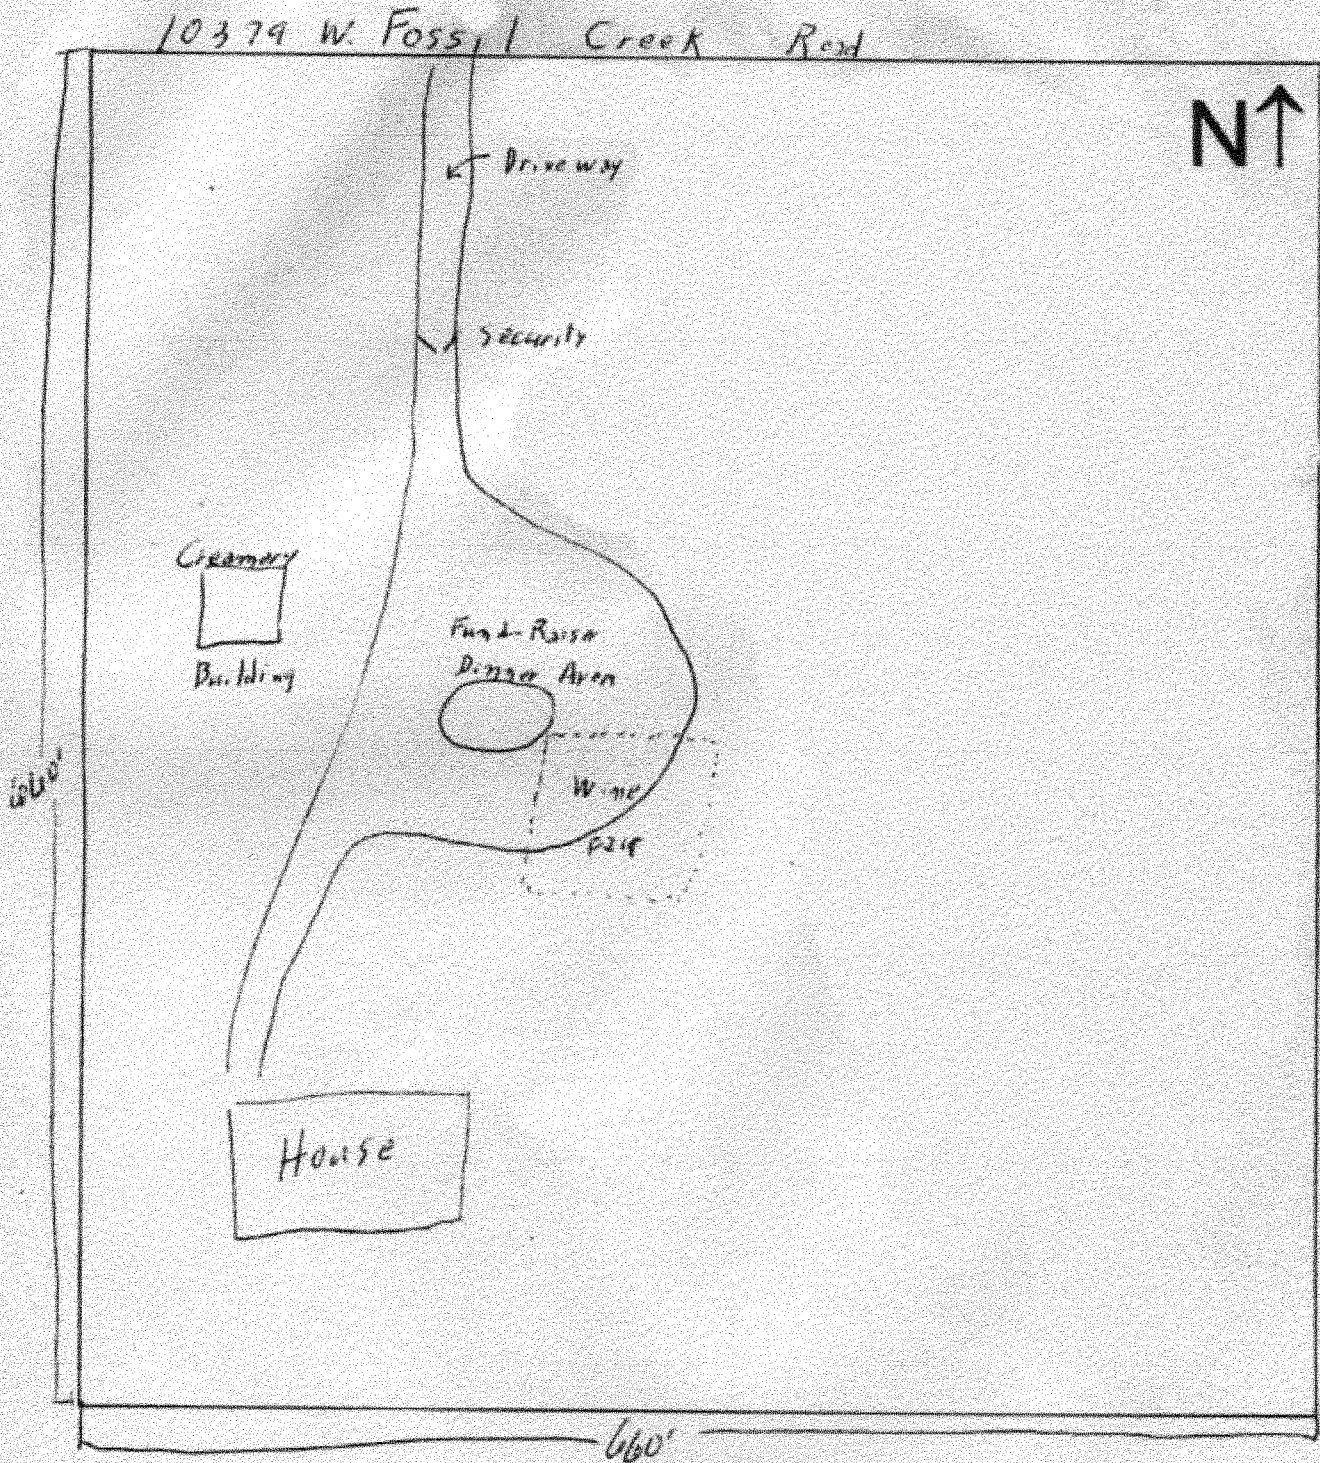 10379 W. Fossil Creek Road
N
Driveway
Security
Creamery
Building
Fund-Raiser
Dinner Area
Wine
Fair
660'
House
660'